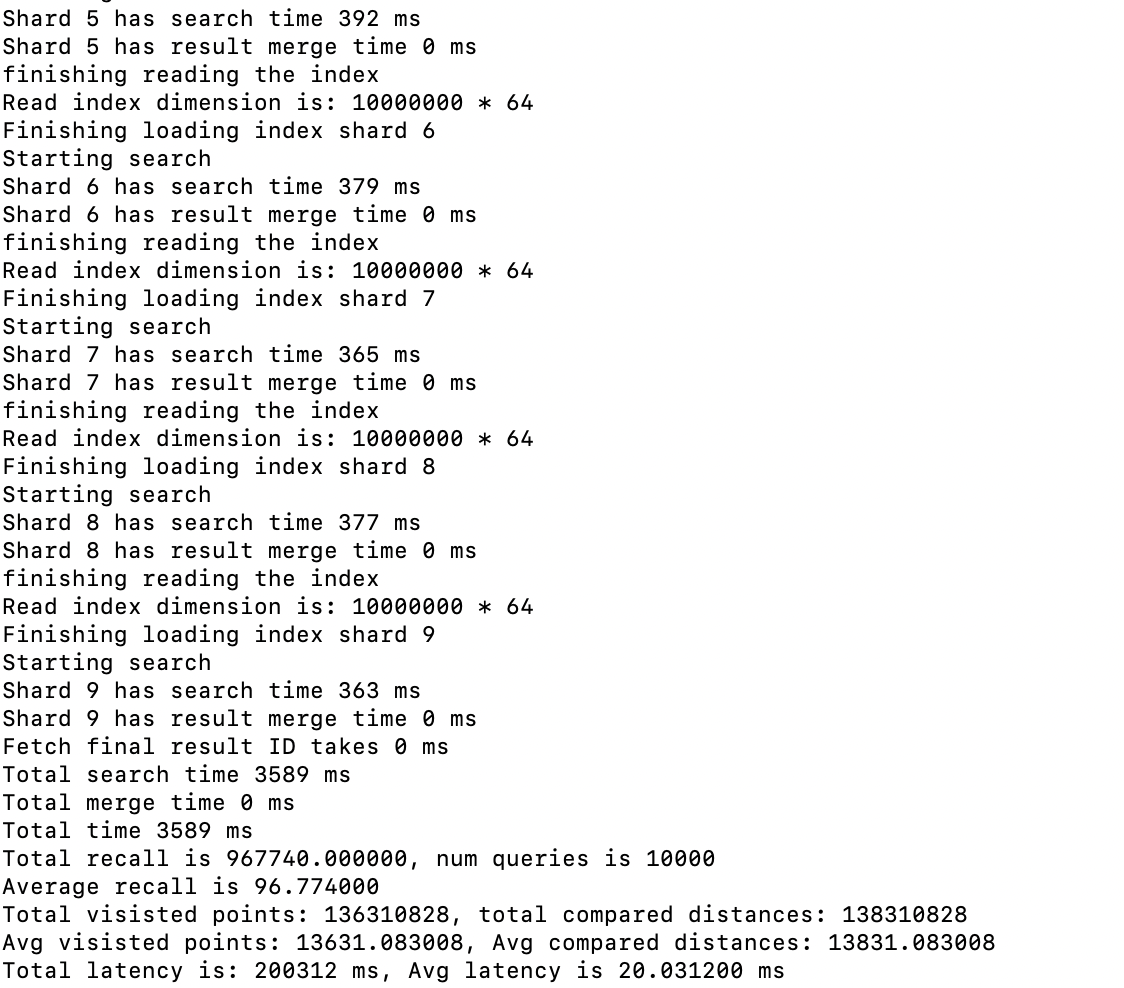 Shard 5 has search time 392 ms
Shard 5 has result merge time 0 ms
finishing reading the index
Read index dimension is: 10000000 * 64
Finishing loading index shard 6
Starting search
Shard 6 has search time 379 ms
Shard 6 has result merge time 0 ms
finishing reading the index
Read index dimension is: 10000000 * 64
Finishing loading index shard 7
Starting search
Shard 7 has search time 365 ms
Shard 7 has result merge time 0 ms
finishing reading the index
Read index dimension is: 10000000 * 64
Finishing loading index shard 8
Starting search
Shard 8 has search time 377 ms
Shard 8 has result merge time 0 ms
finishing reading the index
Read index dimension is: 10000000 * 64
Finishing loading index shard 9
Starting search
Shard 9 has search time 363 ms
Shard 9 has result merge time 0 ms
Fetch final result ID takes 0 ms
Total search time 3589 ms
Total merge time 0 ms
Total time 3589 ms
Total recall is 967740.000000, num queries is 10000
Average recall is 96.774000
Total visisted points: 136310828, total compared distances: 138310828
Avg visisted points: 13631.083008, Avg compared distances: 13831.083008
Total latency is: 200312 ms, Avg latency is 20.031200 ms